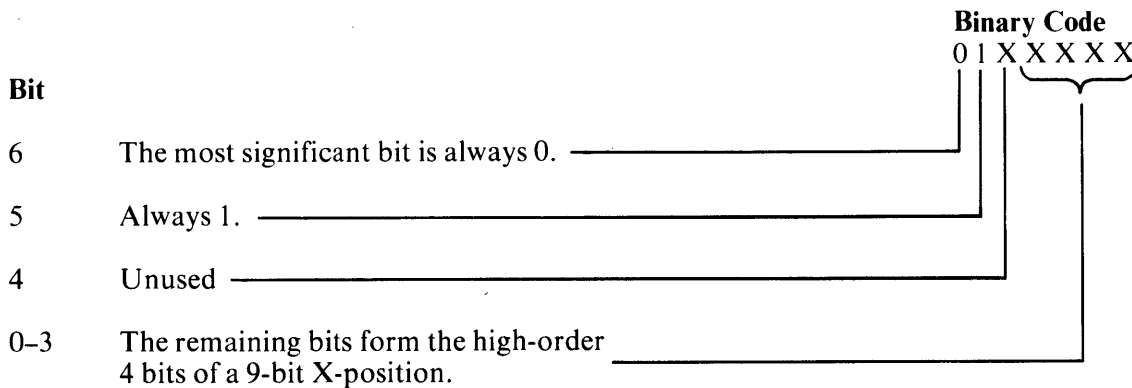 Binary Code
0 1 X X X X X
Bit
6 The most significant bit is always 0.
5 Always 1.
4 Unused
0–3 The remaining bits form the high-order
4 bits of a 9-bit X-position.